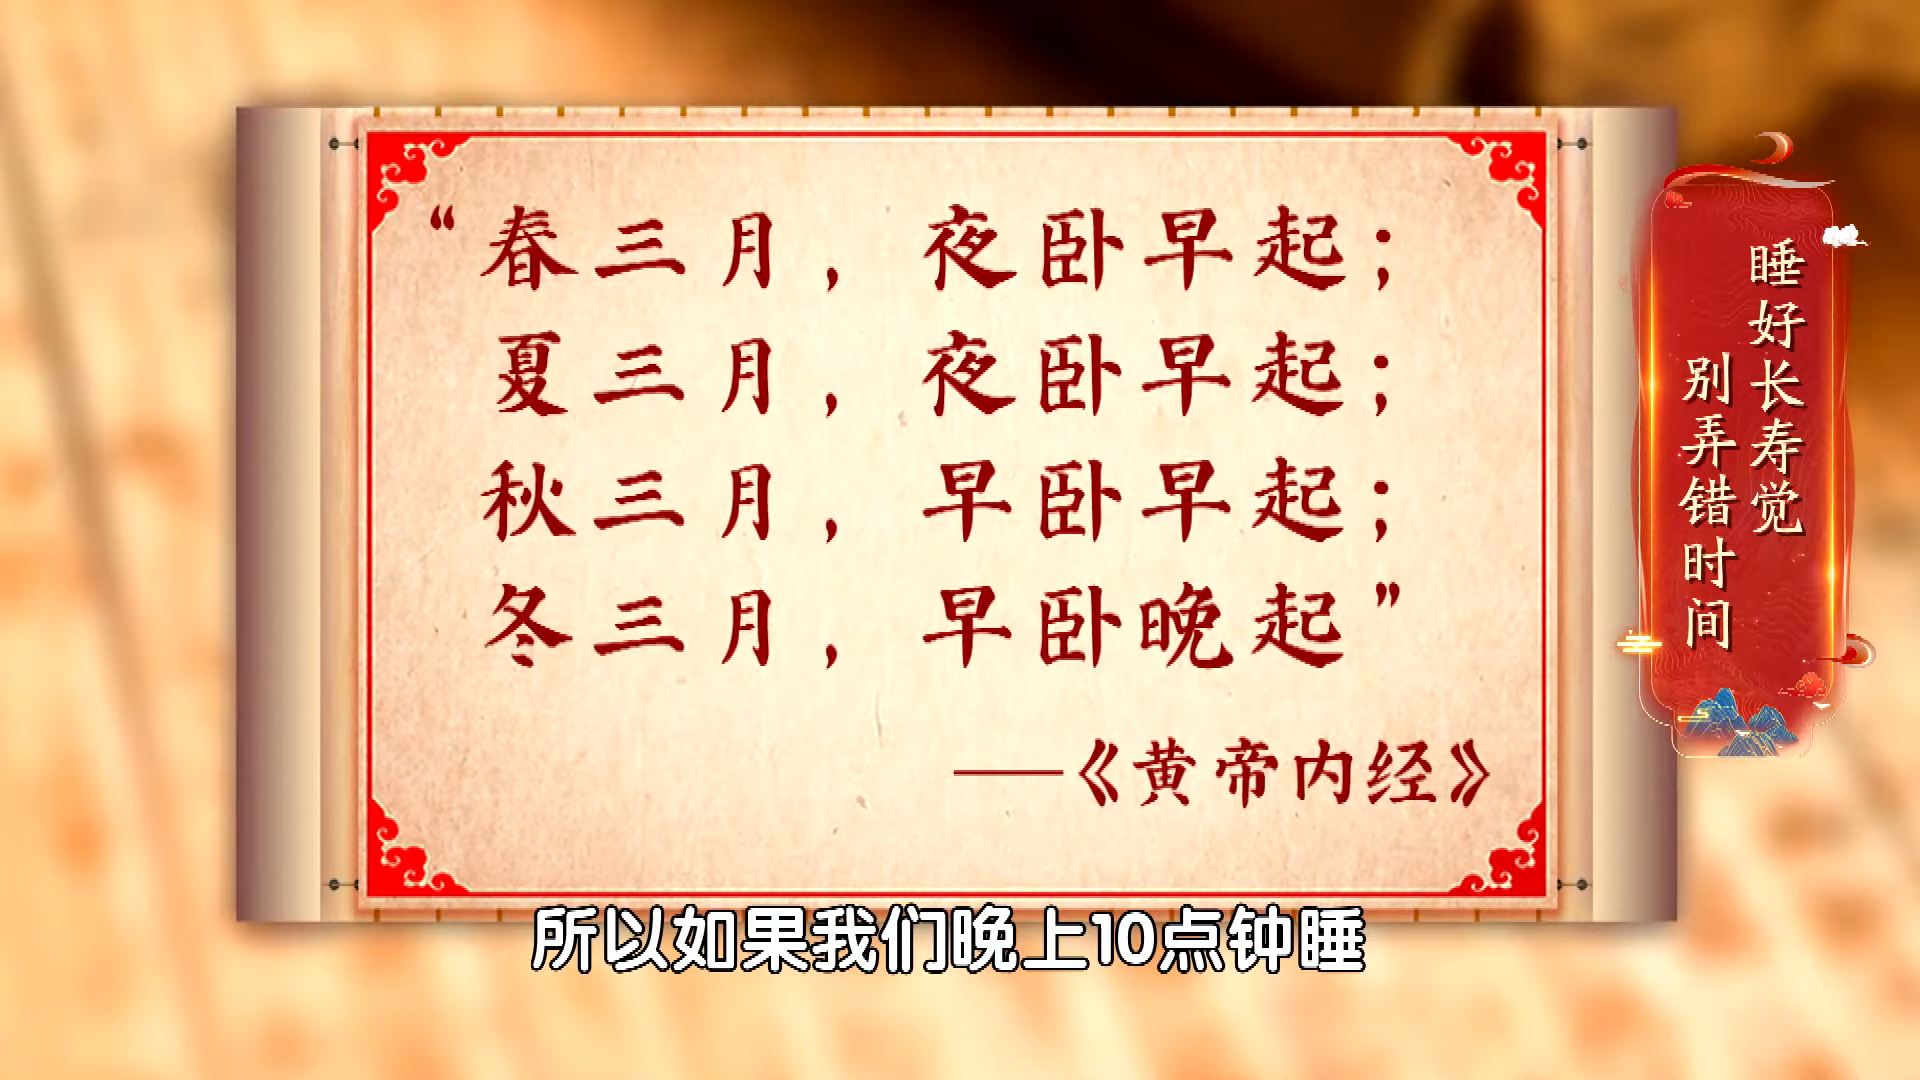 “春三月，夜卧早起；
夏三月，夜卧早起；
秋三月，早卧早起；
冬三月，早卧晚起”
——《黄帝内经》
睡好长寿觉
别弄错时间
所以如果我们晚上10点钟睡